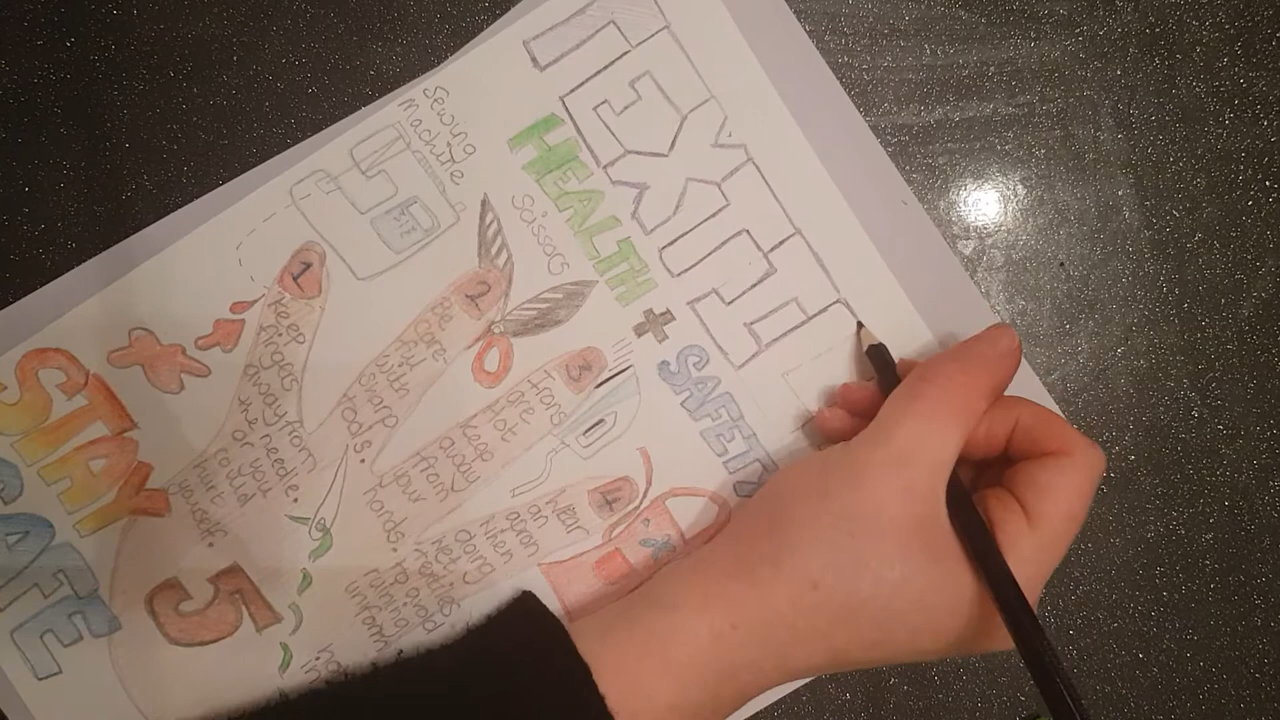 TEXTI
HEALTH +
SAFETY
Sewing
machine
Scissors
1
Keep
fingers
away from
the needle.
or you
could
hurt
yourself.
2
Be
care-
ful
with
sharp
tools.
3
Irons
are
Hot
keep
away
from
your
hands.
4
Wear
an
apron
when
doing
wet
textiles
to avoid
ruining
uniform
5
STAY
SAFE